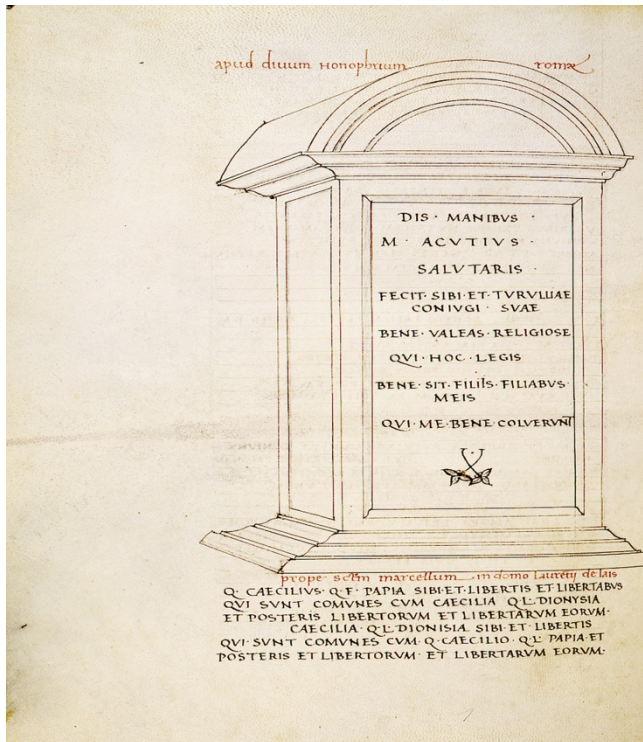 apud diuum Honophrium romæ
DIS · MANIBVS ·
M · ACVTIVS ·
SALVTARIS ·
FECIT · SIBI · ET · TVRVLLIAE
CONIVGI · SVAE
BENE · VALEAS · RELIGIOSE
QVI · HOC · LEGIS
BENE · SIT · FILIIS · FILIABVS ·
MEIS
QVI · ME · BENE · COLVERVNT
prope sctm marcellum in domo Lauretij de lais
Q · CAECILIVS · Q · F · PAPIA SIBI · ET · LIBERTIS ET LIBERTABVS
QVI SVNT COMVNES CVM CAECILIA Q · L · DIONYSIA
ET POSTERIS LIBERTORVM ET LIBERTARVM EORVM ·
CAECILIA · Q · L · DIONISIA SIBI · ET · LIBERTIS
QVI · SVNT COMVNES CVM · Q · CAECILIO · Q · L · PAPIA · ET
POSTERIS ET LIBERTORVM · ET LIBERTARVM EORVM ·